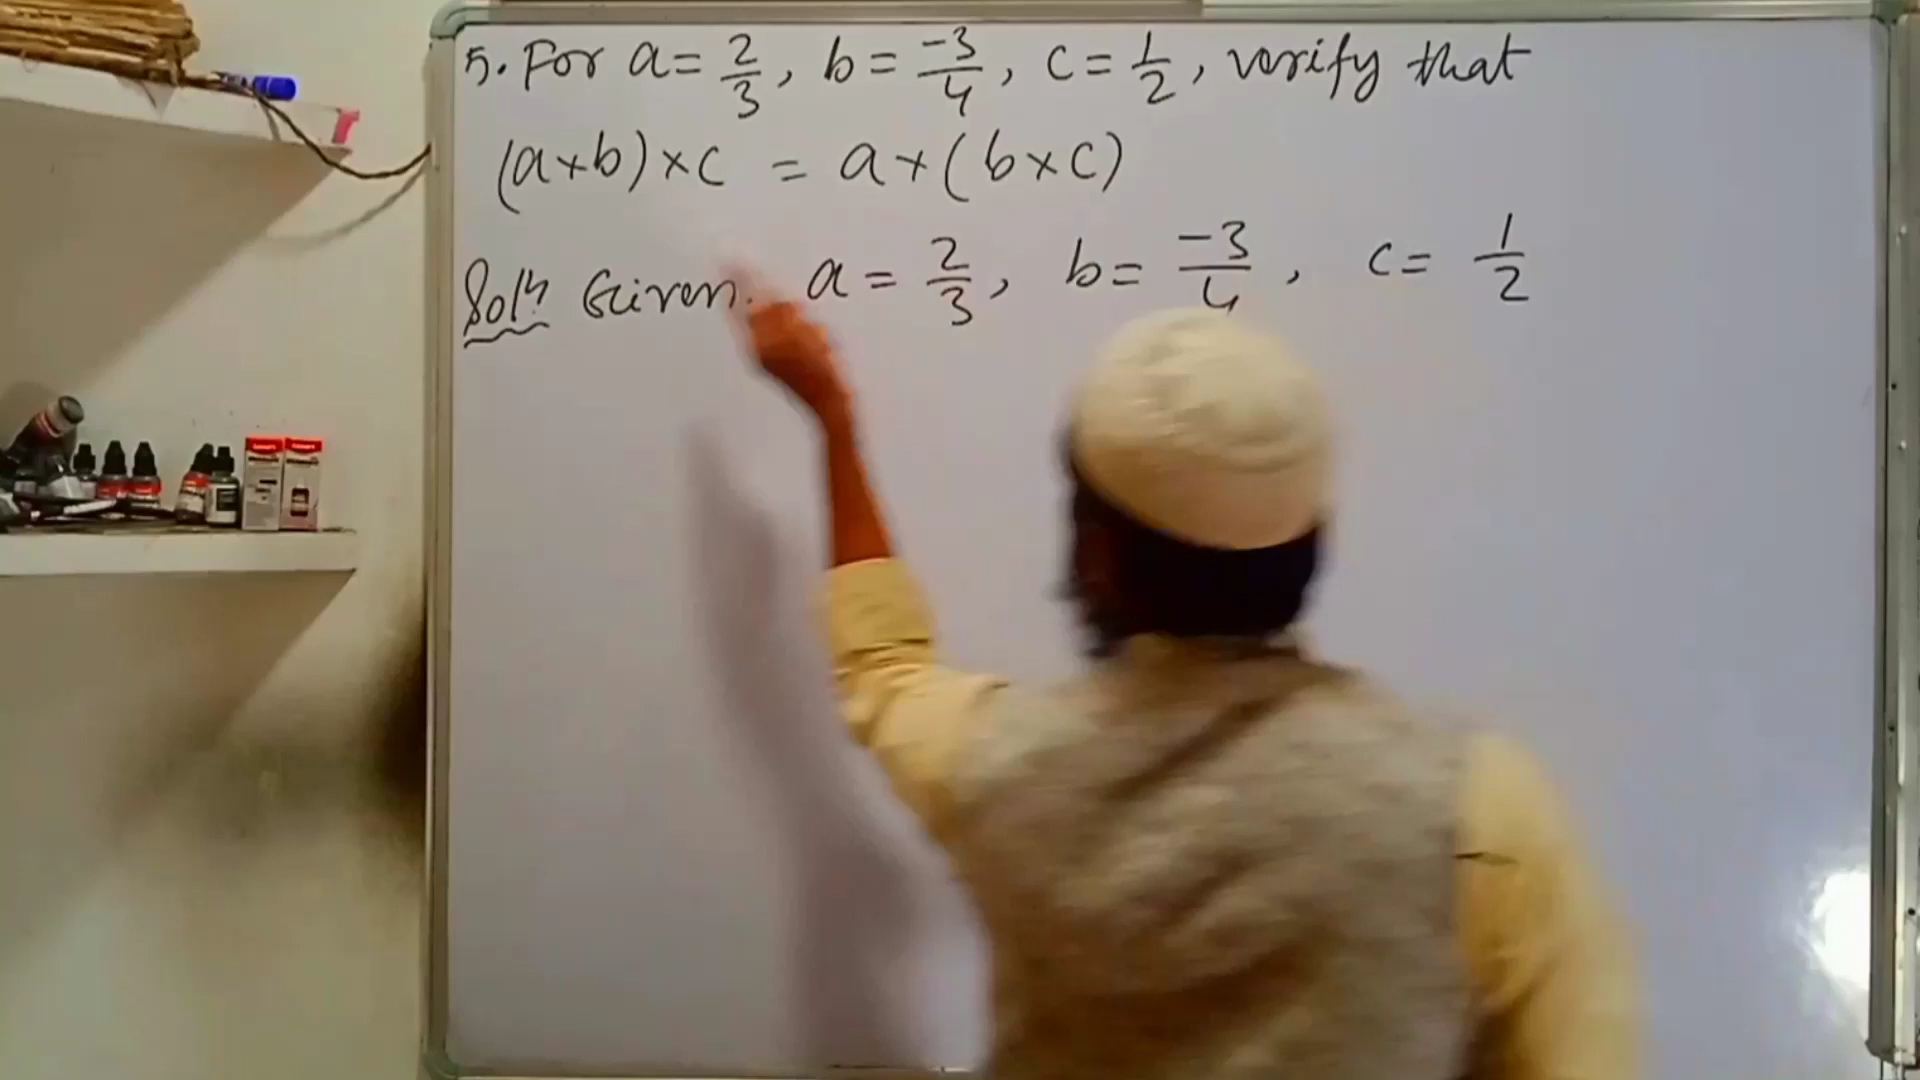 5. For a = 2/3, b = -3/4, c = 1/2, verify that
(a×b)×c = a×(b×c)
Soln Given. a = 2/3, b = -3/4, c = 1/2